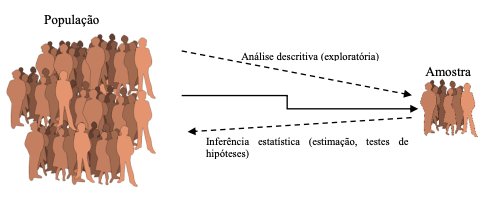 População
Análise descritiva (exploratória)
Amostra
Inferência estatística (estimação, testes de
hipóteses)